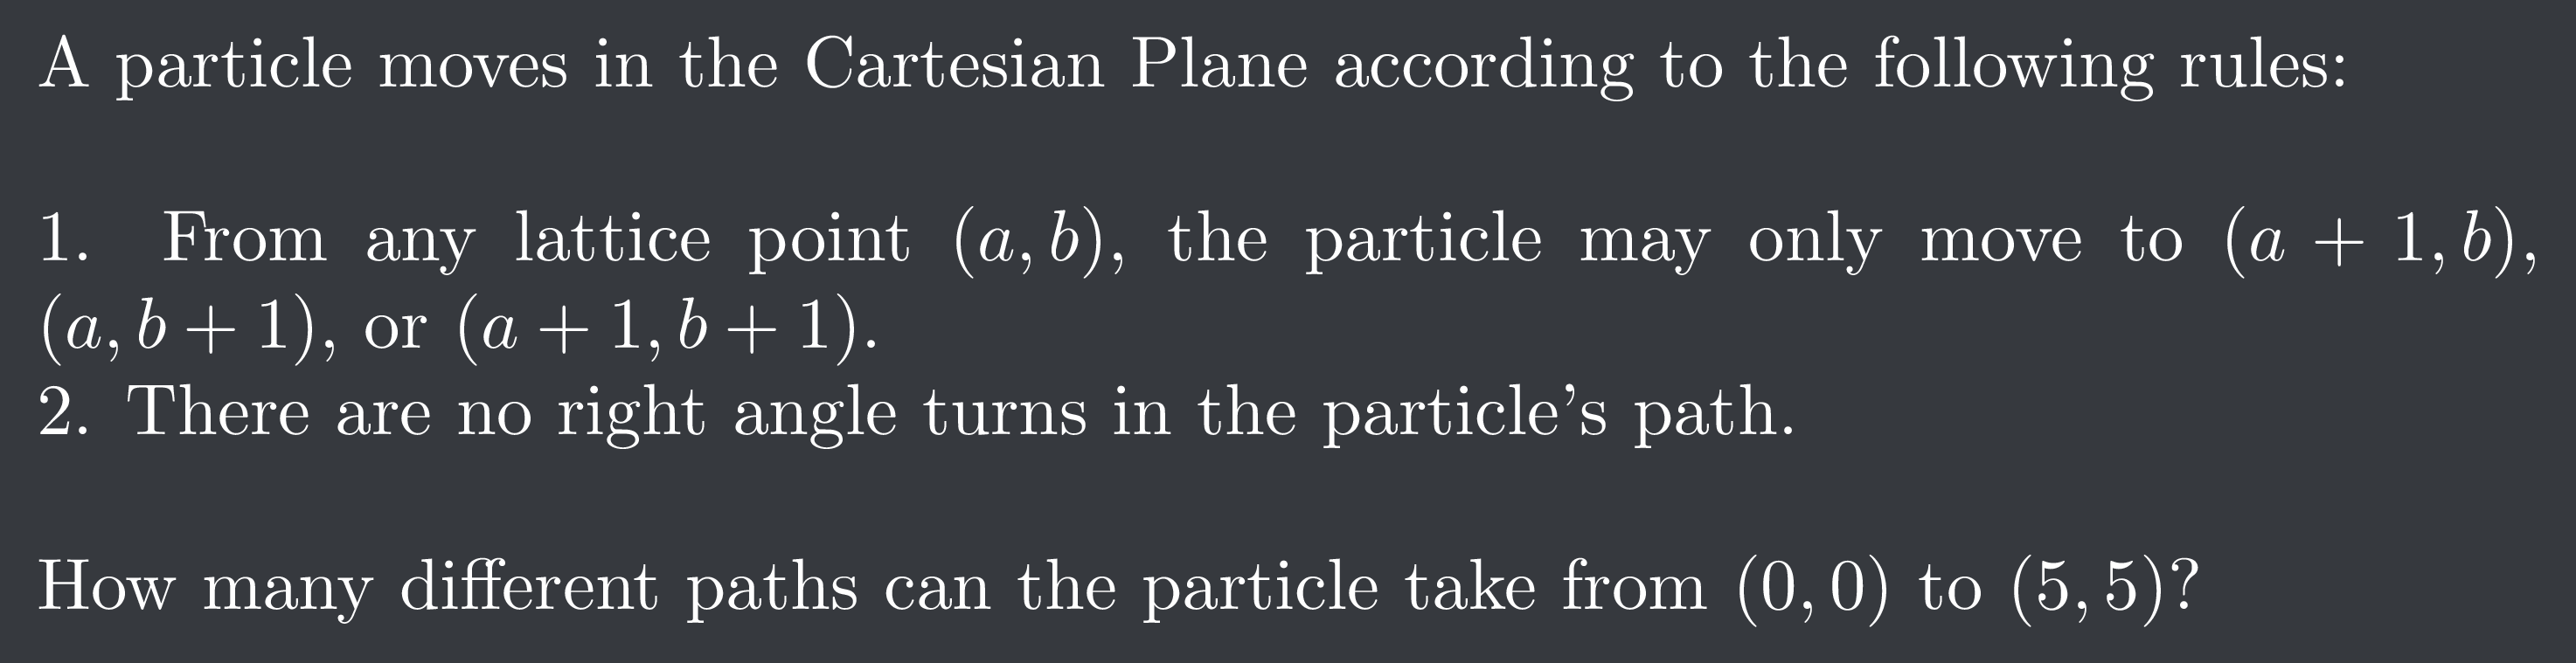 A particle moves in the Cartesian Plane according to the following rules:
1. From any lattice point (a, b), the particle may only move to (a + 1, b),
(a, b + 1), or (a + 1, b + 1).
2. There are no right angle turns in the particle’s path.
How many different paths can the particle take from (0, 0) to (5, 5)?